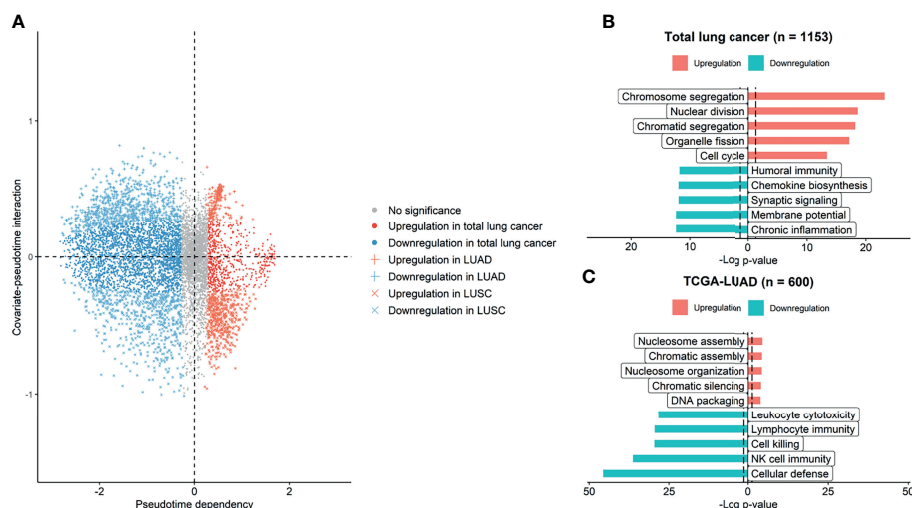 A
Covariate-pseudotime interaction
1
0
-1
-2
0
2
Pseudotime dependency
No significance
Upregulation in total lung cancer
Downregulation in total lung cancer
Upregulation in LUAD
Downregulation in LUAD
Upregulation in LUSC
Downregulation in LUSC
B
Total lung cancer (n = 1153)
Upregulation
Downregulation
Chromosome segregation
Nuclear division
Chromatid segregation
Organelle fission
Cell cycle
Humoral immunity
Chemokine biosynthesis
Synaptic signaling
Membrane potential
Chronic inflammation
20
10
0
10
20
-Log p-value
C
TCGA-LUAD (n = 600)
Upregulation
Downregulation
Nucleosome assembly
Chromatic assembly
Nucleosome organization
Chromatic silencing
DNA packaging
Leukocyte cytotoxicity
Lymphocyte immunity
Cell killing
NK cell immunity
Cellular defense
50
25
0
25
50
-Log p-value